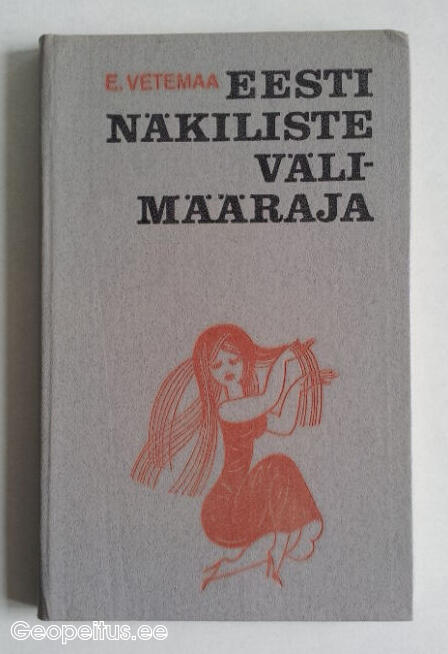 E. VETEMAA EESTI
NÄKILISTE
VÄLI-
MÄÄRAJA
Geopeitus.ee